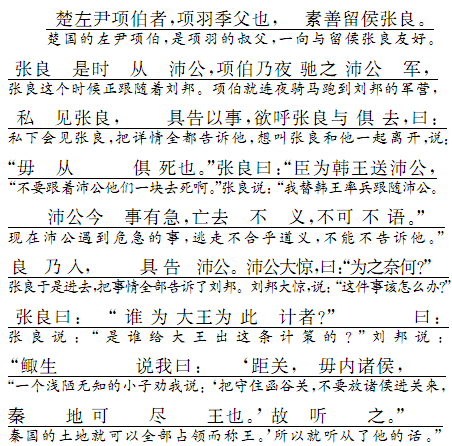 楚左尹项伯者,项羽季父也, 素善留侯张良。
楚国的左尹项伯,是项羽的叔父,一向与留侯张良友好。
张良 是时 从 沛公,项伯乃夜 驰之 沛公 军,
张良这个时候正跟随着刘邦。项伯就连夜骑马跑到刘邦的军营,
私 见张良, 具告以事,欲呼张良与 俱 去,曰:
私下会见张良,把详情全都告诉他,想叫张良和他一起离开,说:
“毋 从 俱 死也。”张良曰:“臣为韩王送沛公,
“不要跟着沛公他们一块去死啊。”张良说:“我替韩王率兵跟随沛公。
沛公今 事有急,亡去 不 义,不可 不 语。”
现在沛公遇到危急的事,逃走不合乎道义,不能不告诉他。”
良 乃入, 具告 沛公。沛公大惊,曰:“为之奈何?”
张良于是进去,把事情全部告诉了刘邦。刘邦大惊,说:“这件事该怎么办?”
张良曰: “谁 为大王为此 计者?” 曰:
张良说:“是谁给大王出这条计策的?”刘邦说:
“鲰生 说我曰: ‘距关, 毋内诸侯,
“一个浅陋无知的小子劝我说:‘把守住函谷关,不要放诸侯进关来,
秦 地可 尽 王也。’故 听 之。”
秦国的土地就可以全部占领而称王。’所以就听从了他的话。”